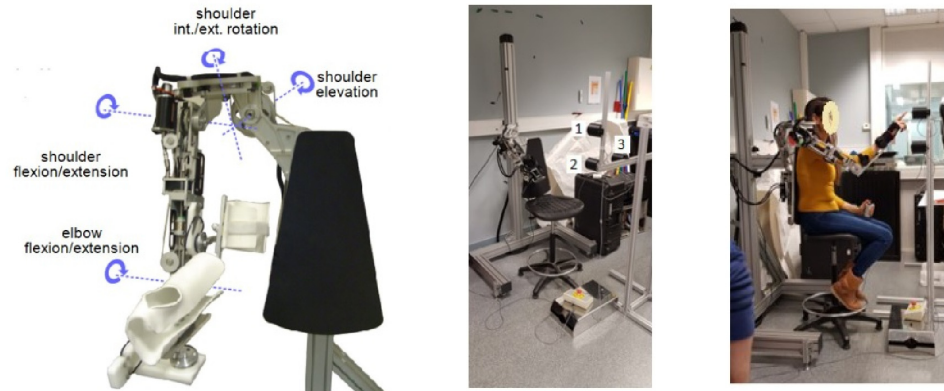 shoulder
int./ext. rotation
shoulder
elevation
shoulder
flexion/extension
elbow
flexion/extension
1
2
3